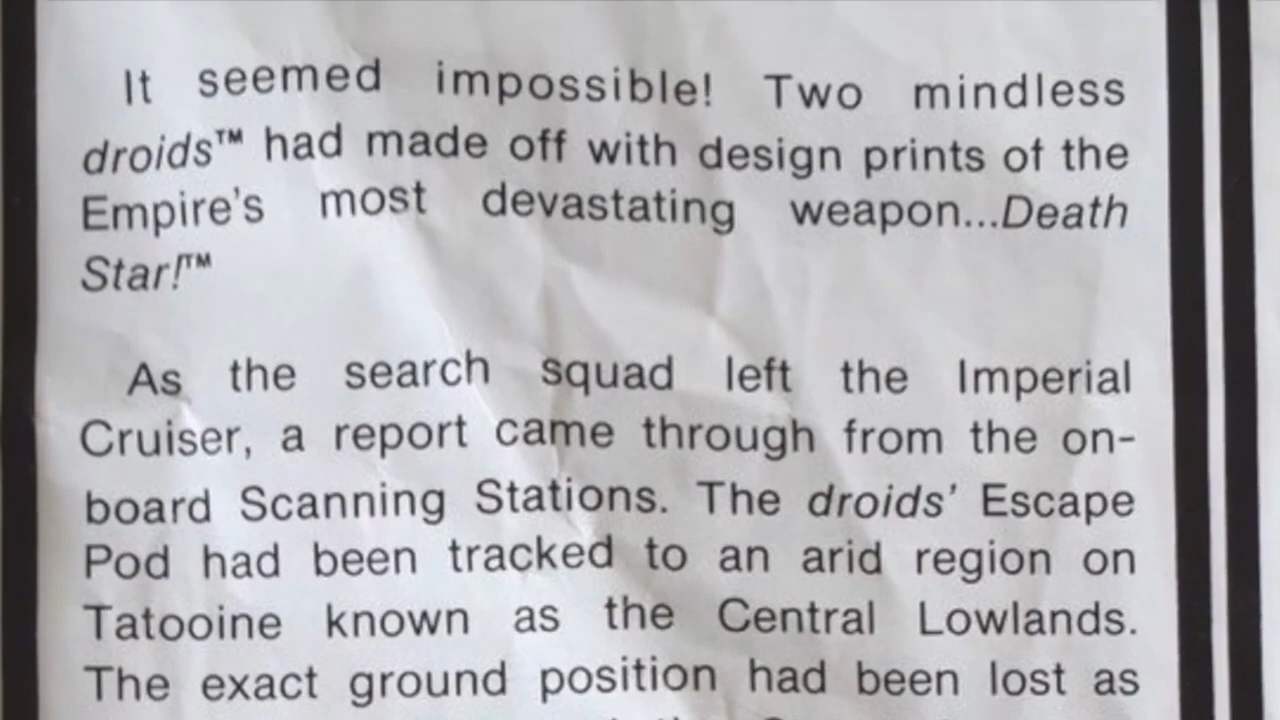 It seemed impossible! Two mindless
droids™ had made off with design prints of the
Empire's most devastating weapon...Death
Star!™
As the search squad left the Imperial
Cruiser, a report came through from the on-
board Scanning Stations. The droids' Escape
Pod had been tracked to an arid region on
Tatooine known as the Central Lowlands.
The exact ground position had been lost as